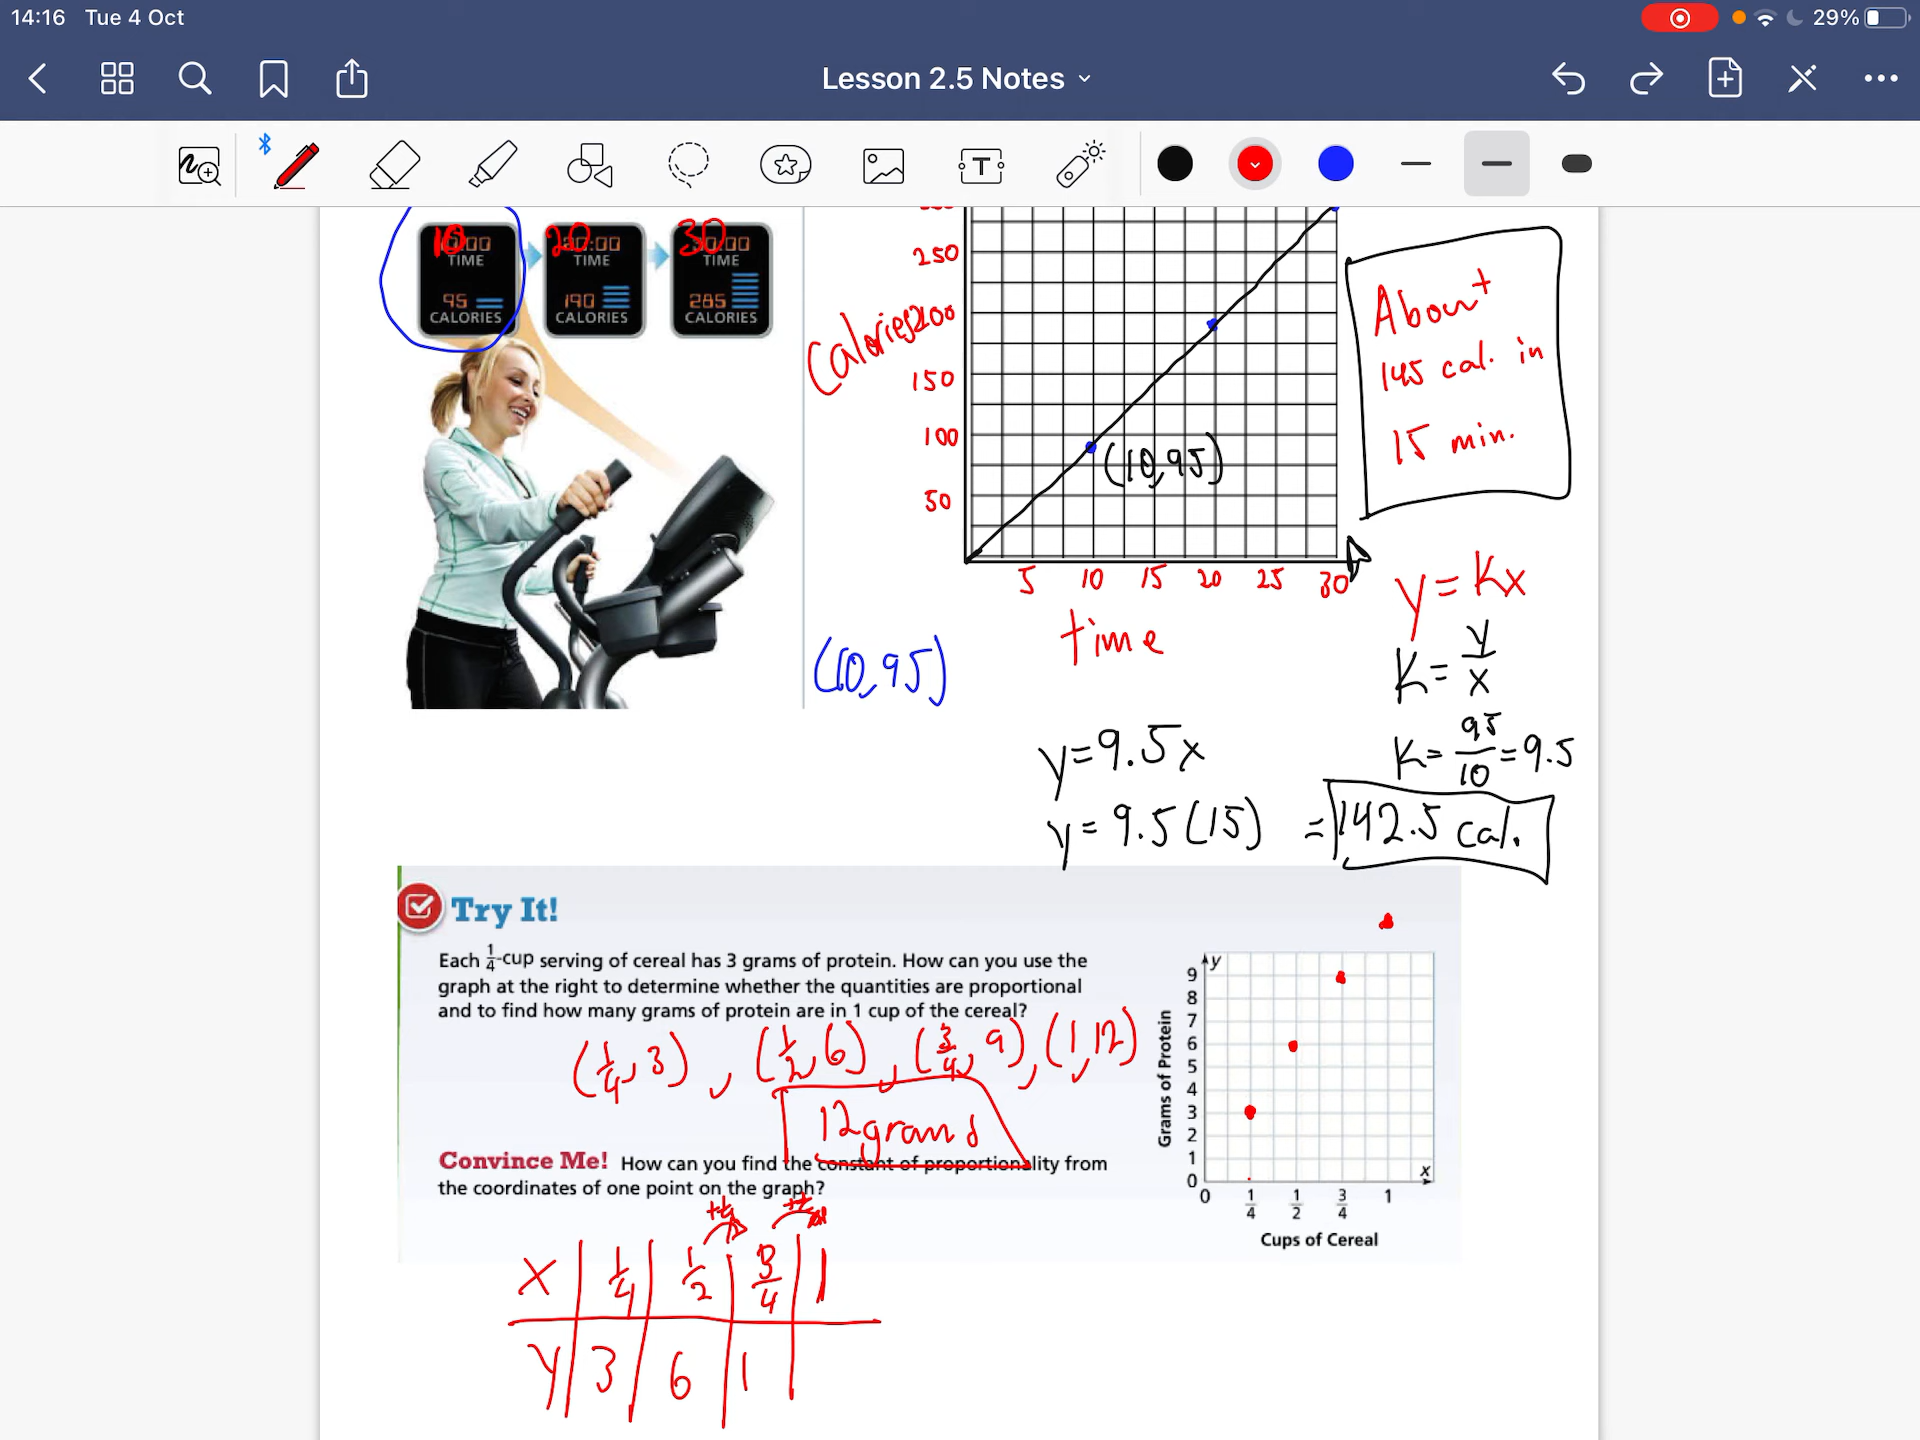 14:16 Tue 4 Oct
29%
Lesson 2.5 Notes
T
10 20 30
TIME TIME TIME
95 190 285
CALORIES CALORIES CALORIES
250
200
150
100
50
Calories
(10,95)
5 10 15 20 25 30
time
(10,95)
About
145 cal. in
15 min.
y = Kx
K = y/x
K = 95/10 = 9.5
y = 9.5x
y = 9.5(15) = 142.5 cal.
Try It!
Each 1/4-cup serving of cereal has 3 grams of protein. How can you use the
graph at the right to determine whether the quantities are proportional
and to find how many grams of protein are in 1 cup of the cereal?
(1/4, 3), (1/2, 6), (3/4, 9), (1, 12)
12 grams
Convince Me! How can you find the constant of proportionality from
the coordinates of one point on the graph?
X 1/4 1/2 3/4 1
y 3 6 1
y
9
8
7
6
5
4
3
2
1
0
Grams of Protein
x
0 1/4 1/2 3/4 1
Cups of Cereal